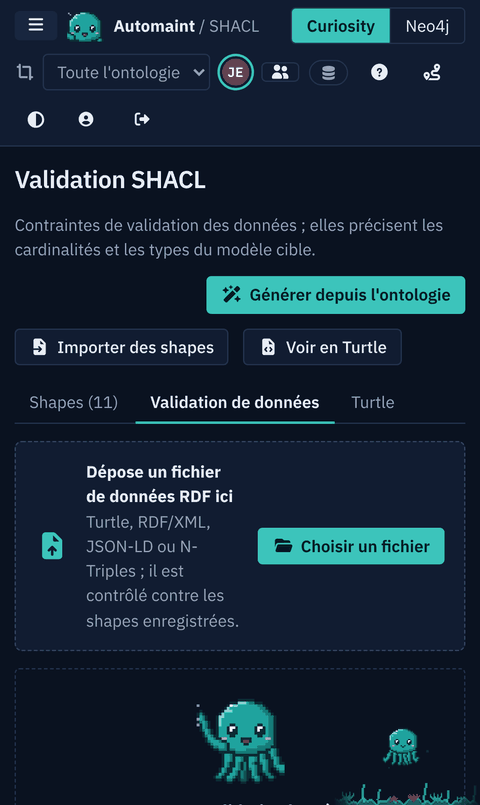 Automaint / SHACL
Curiosity
Neo4j
Toute l'ontologie
JE
Validation SHACL
Contraintes de validation des données ; elles précisent les
cardinalités et les types du modèle cible.
Générer depuis l'ontologie
Importer des shapes
Voir en Turtle
Shapes (11)
Validation de données
Turtle
Dépose un fichier
de données RDF ici
Turtle, RDF/XML,
JSON-LD ou N-
Triples ; il est
contrôlé contre les
shapes enregistrées.
Choisir un fichier